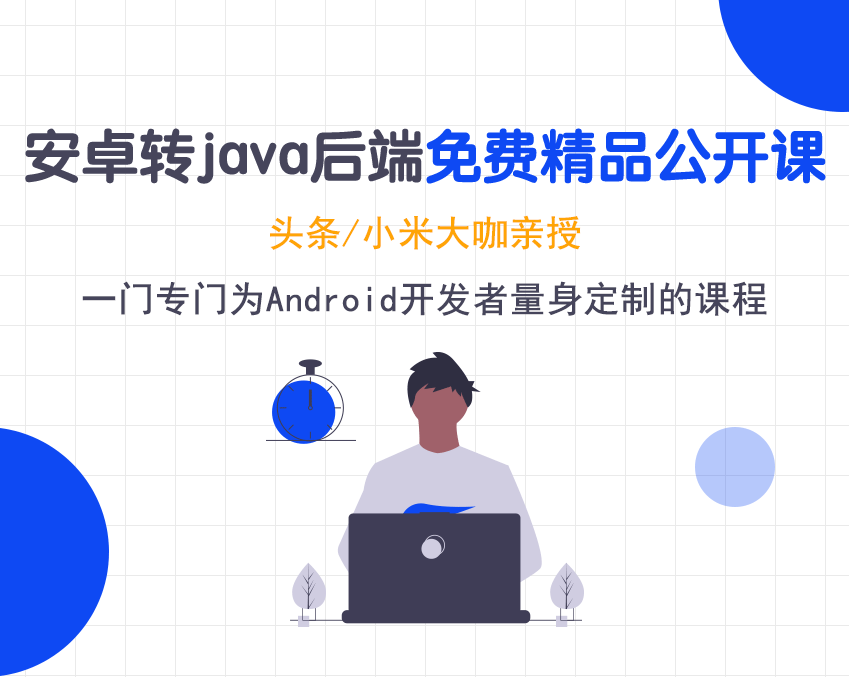 安卓转java后端免费精品公开课
头条/小米大咖亲授
一门专门为Android开发者量身定制的课程